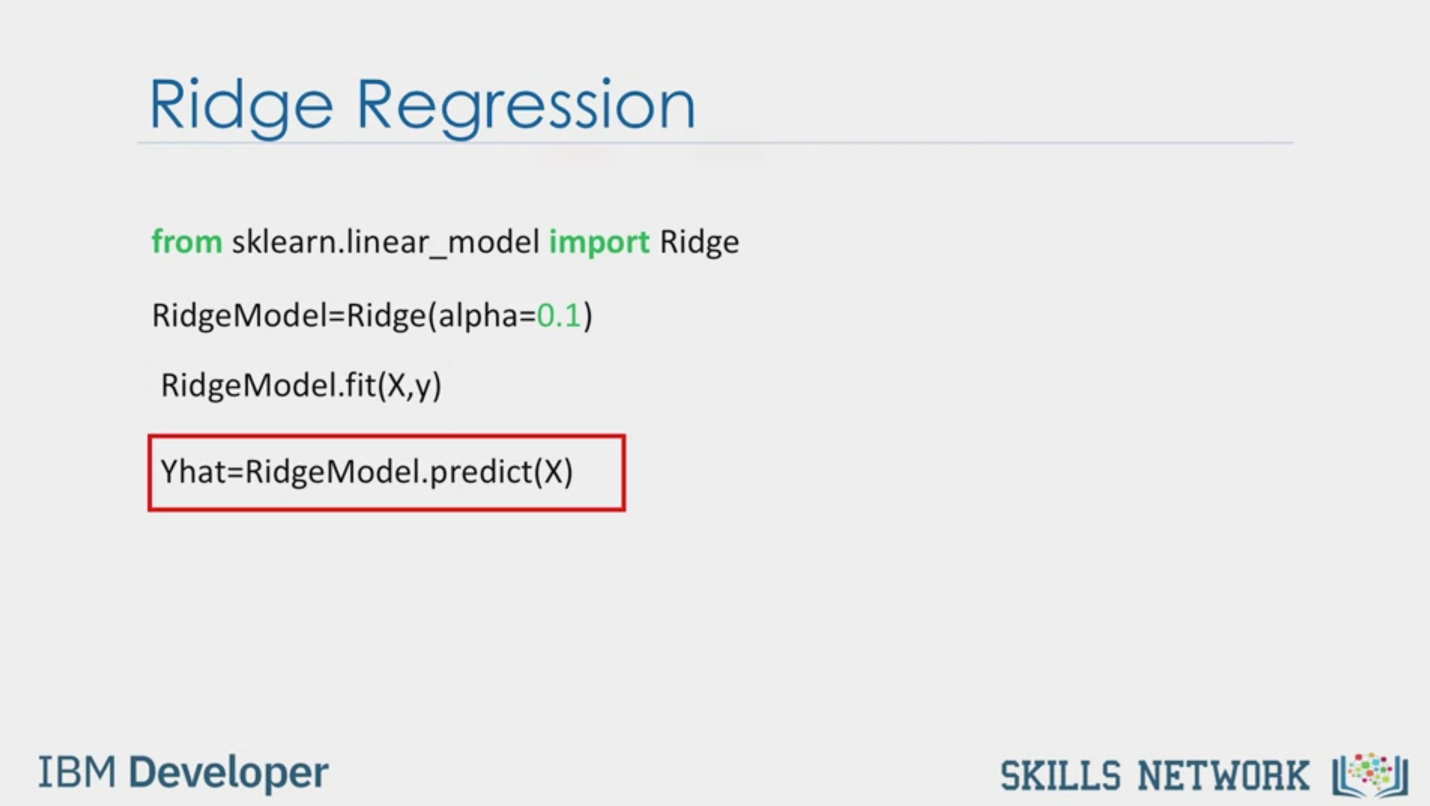 Ridge Regression
from sklearn.linear_model import Ridge
RidgeModel=Ridge(alpha=0.1)
RidgeModel.fit(X,y)
Yhat=RidgeModel.predict(X)
IBM Developer
SKILLS NETWORK